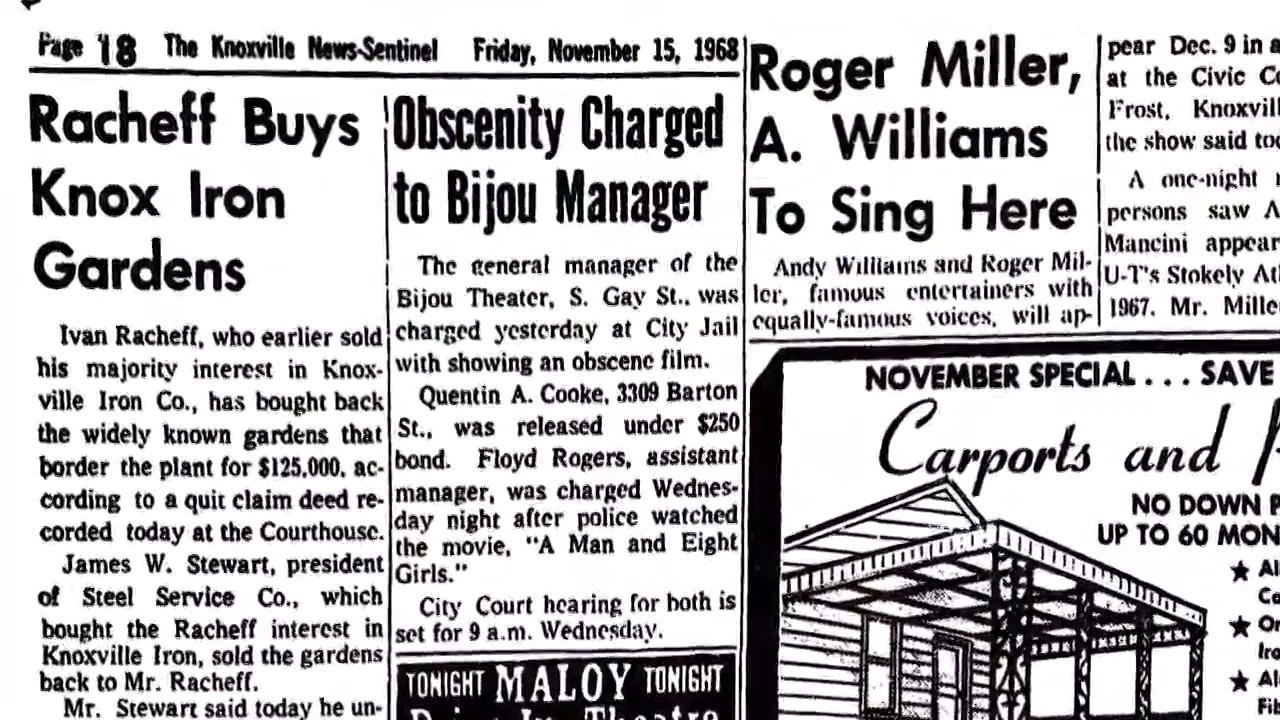 Page 18 The Knoxville News-Sentinel Friday, November 15, 1968
Racheff Buys
Knox Iron
Gardens
Ivan Racheff, who earlier sold
his majority interest in Knox-
ville Iron Co., has bought back
the widely known gardens that
border the plant for $125,000, ac-
cording to a quit claim deed re-
corded today at the Courthouse.
James W. Stewart, president
of Steel Service Co., which
bought the Racheff interest in
Knoxville Iron, sold the gardens
back to Mr. Racheff.
Mr. Stewart said today he un-
Obscenity Charged
to Bijou Manager
The general manager of the
Bijou Theater, S. Gay St., was
charged yesterday at City Jail
with showing an obscene film.
Quentin A. Cooke, 3309 Barton
St., was released under $250
bond. Floyd Rogers, assistant
manager, was charged Wednes-
day night after police watched
the movie, "A Man and Eight
Girls."
City Court hearing for both is
set for 9 a.m. Wednesday.
TONIGHT MALOY TONIGHT
Drive-In Theatre
Roger Miller,
A. Williams
To Sing Here
Andy Williams and Roger Mil-
ler, famous entertainers with
equally-famous voices, will ap-
pear Dec. 9 in a
at the Civic Co
Frost, Knoxvill
the show said to
A one-night
persons saw A
Mancini appear
U-T's Stokely At
1967. Mr. Mille
NOVEMBER SPECIAL . . . SAVE
Carports and
NO DOWN P
UP TO 60 MON
★ Al
Ca
★ Or
Iro
★ Al
Fib